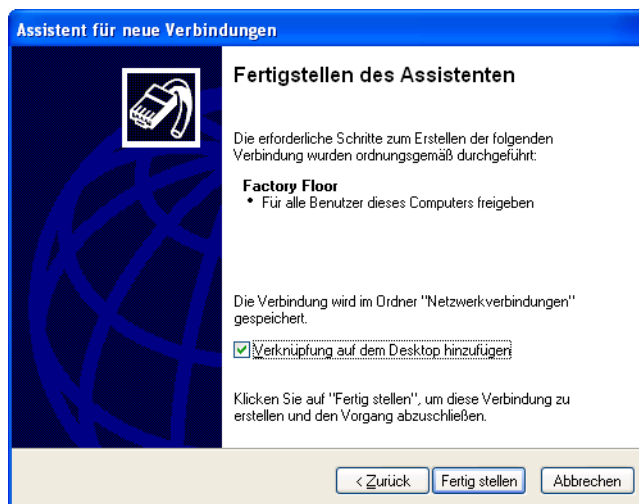 Assistent für neue Verbindungen
Fertigstellen des Assistenten
Die erforderliche Schritte zum Erstellen der folgenden
Verbindung wurden ordnungsgemäß durchgeführt:
Factory Floor
• Für alle Benutzer dieses Computers freigeben
Die Verbindung wird im Ordner "Netzwerkverbindungen"
gespeichert.
Verknüpfung auf dem Desktop hinzufügen
Klicken Sie auf "Fertig stellen", um diese Verbindung zu
erstellen und den Vorgang abzuschließen.
< Zurück
Fertig stellen
Abbrechen